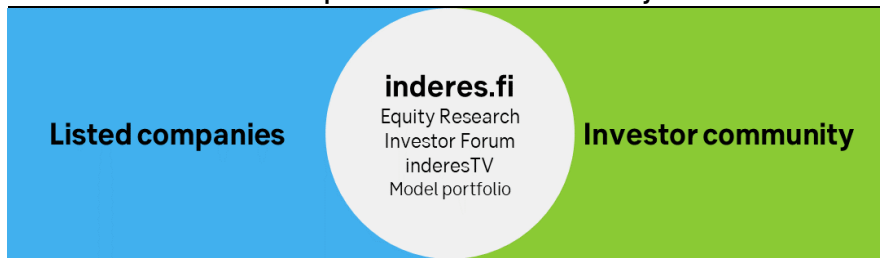 inderes.fi
Equity Research
Listed companies
Investor Forum
Investor community
inderesTV
Model portfolio